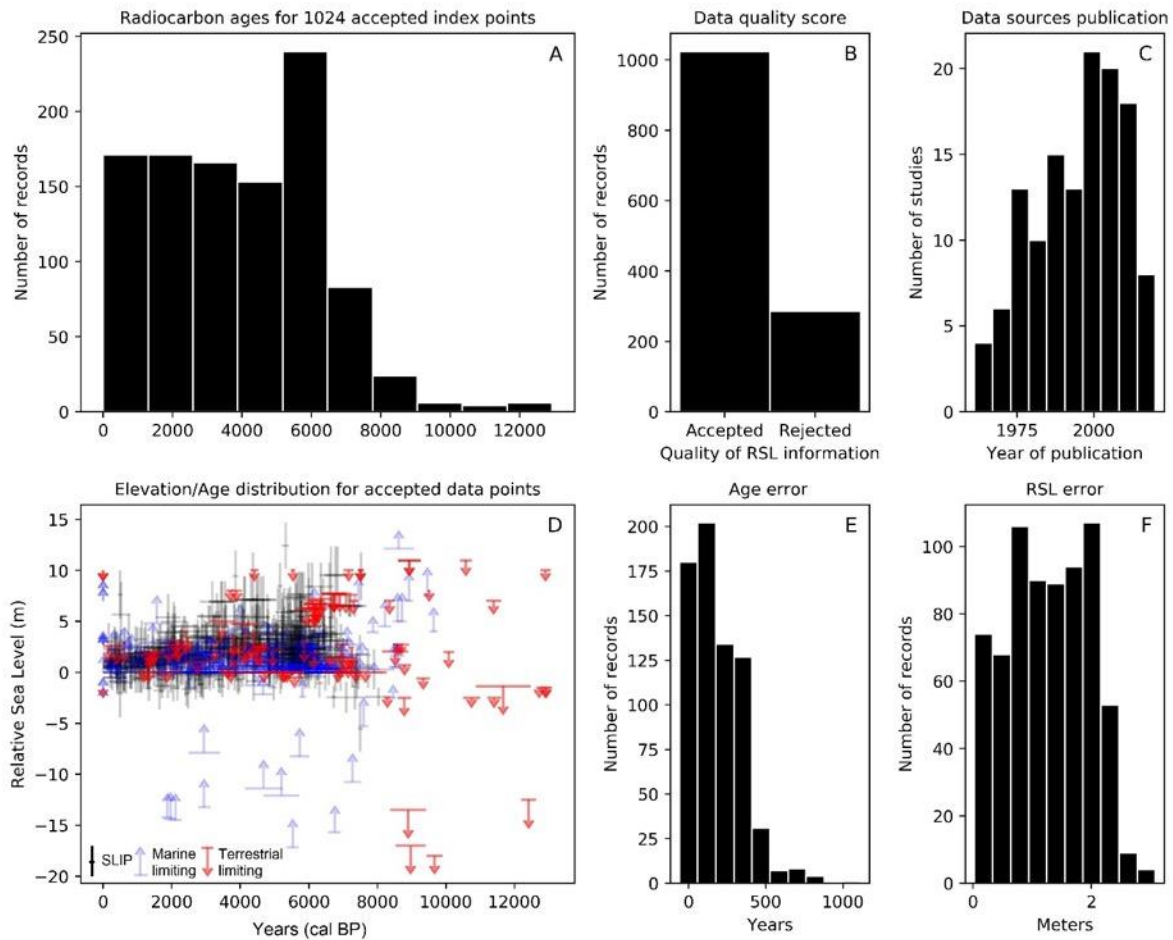 Radiocarbon ages for 1024 accepted index points
A
Number of records
250
200
150
100
50
0
0 2000 4000 6000 8000 10000 12000
Data quality score
B
Number of records
1000
800
600
400
200
0
Accepted Rejected
Quality of RSL information
Data sources publication
C
Number of studies
20
15
10
5
0
1975 2000
Year of publication
Elevation/Age distribution for accepted data points
D
Relative Sea Level (m)
15
10
5
0
−5
−10
−15
−20
SLIP
Marine
limiting
Terrestrial
limiting
0 2000 4000 6000 8000 10000 12000
Years (cal BP)
Age error
E
Number of records
200
175
150
125
100
75
50
25
0
0 500 1000
Years
RSL error
F
Number of records
100
80
60
40
20
0
0 2
Meters